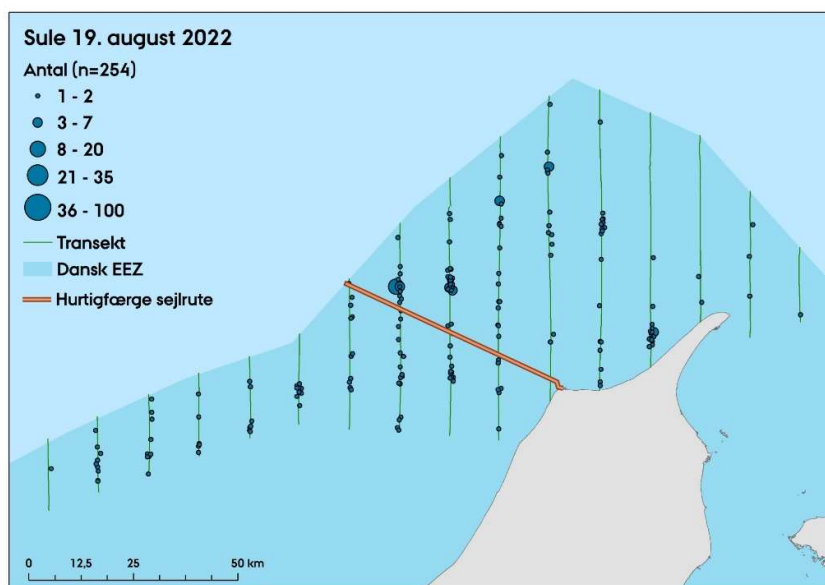 Sule 19. august 2022
Antal (n=254)
1 - 2
3 - 7
8 - 20
21 - 35
36 - 100
Transekt
Dansk EEZ
Hurtigfærge sejlrute
0 12,5 25 50 km